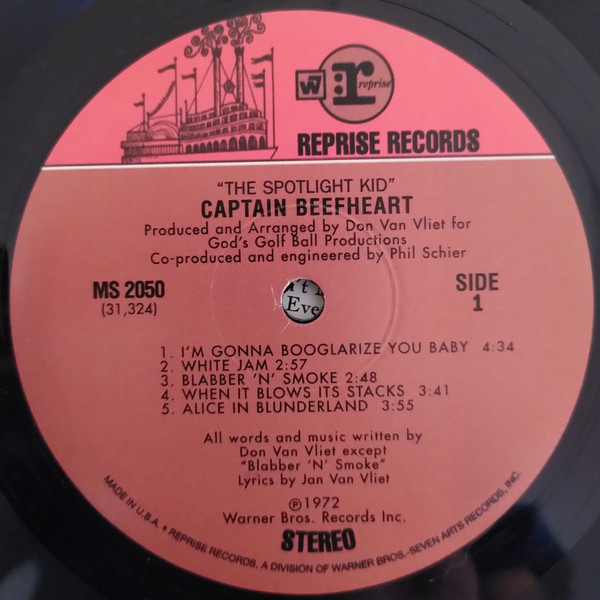 W
r
reprise
REPRISE RECORDS
"THE SPOTLIGHT KID"
CAPTAIN BEEFHEART
Produced and Arranged by Don Van Vliet for
God's Golf Ball Productions
Co-produced and engineered by Phil Schier
MS 2050
(31,324)
SIDE
1
Eve
1. I'M GONNA BOOGLARIZE YOU BABY 4:34
2. WHITE JAM 2:57
3. BLABBER 'N' SMOKE 2:48
4. WHEN IT BLOWS ITS STACKS 3:41
5. ALICE IN BLUNDERLAND 3:55
All words and music written by
Don Van Vliet except
"Blabber 'N' Smoke"
Lyrics by Jan Van Vliet
℗1972
Warner Bros. Records Inc.
STEREO
MADE IN U.S.A. • REPRISE RECORDS, A DIVISION OF WARNER BROS.-SEVEN ARTS RECORDS, INC.